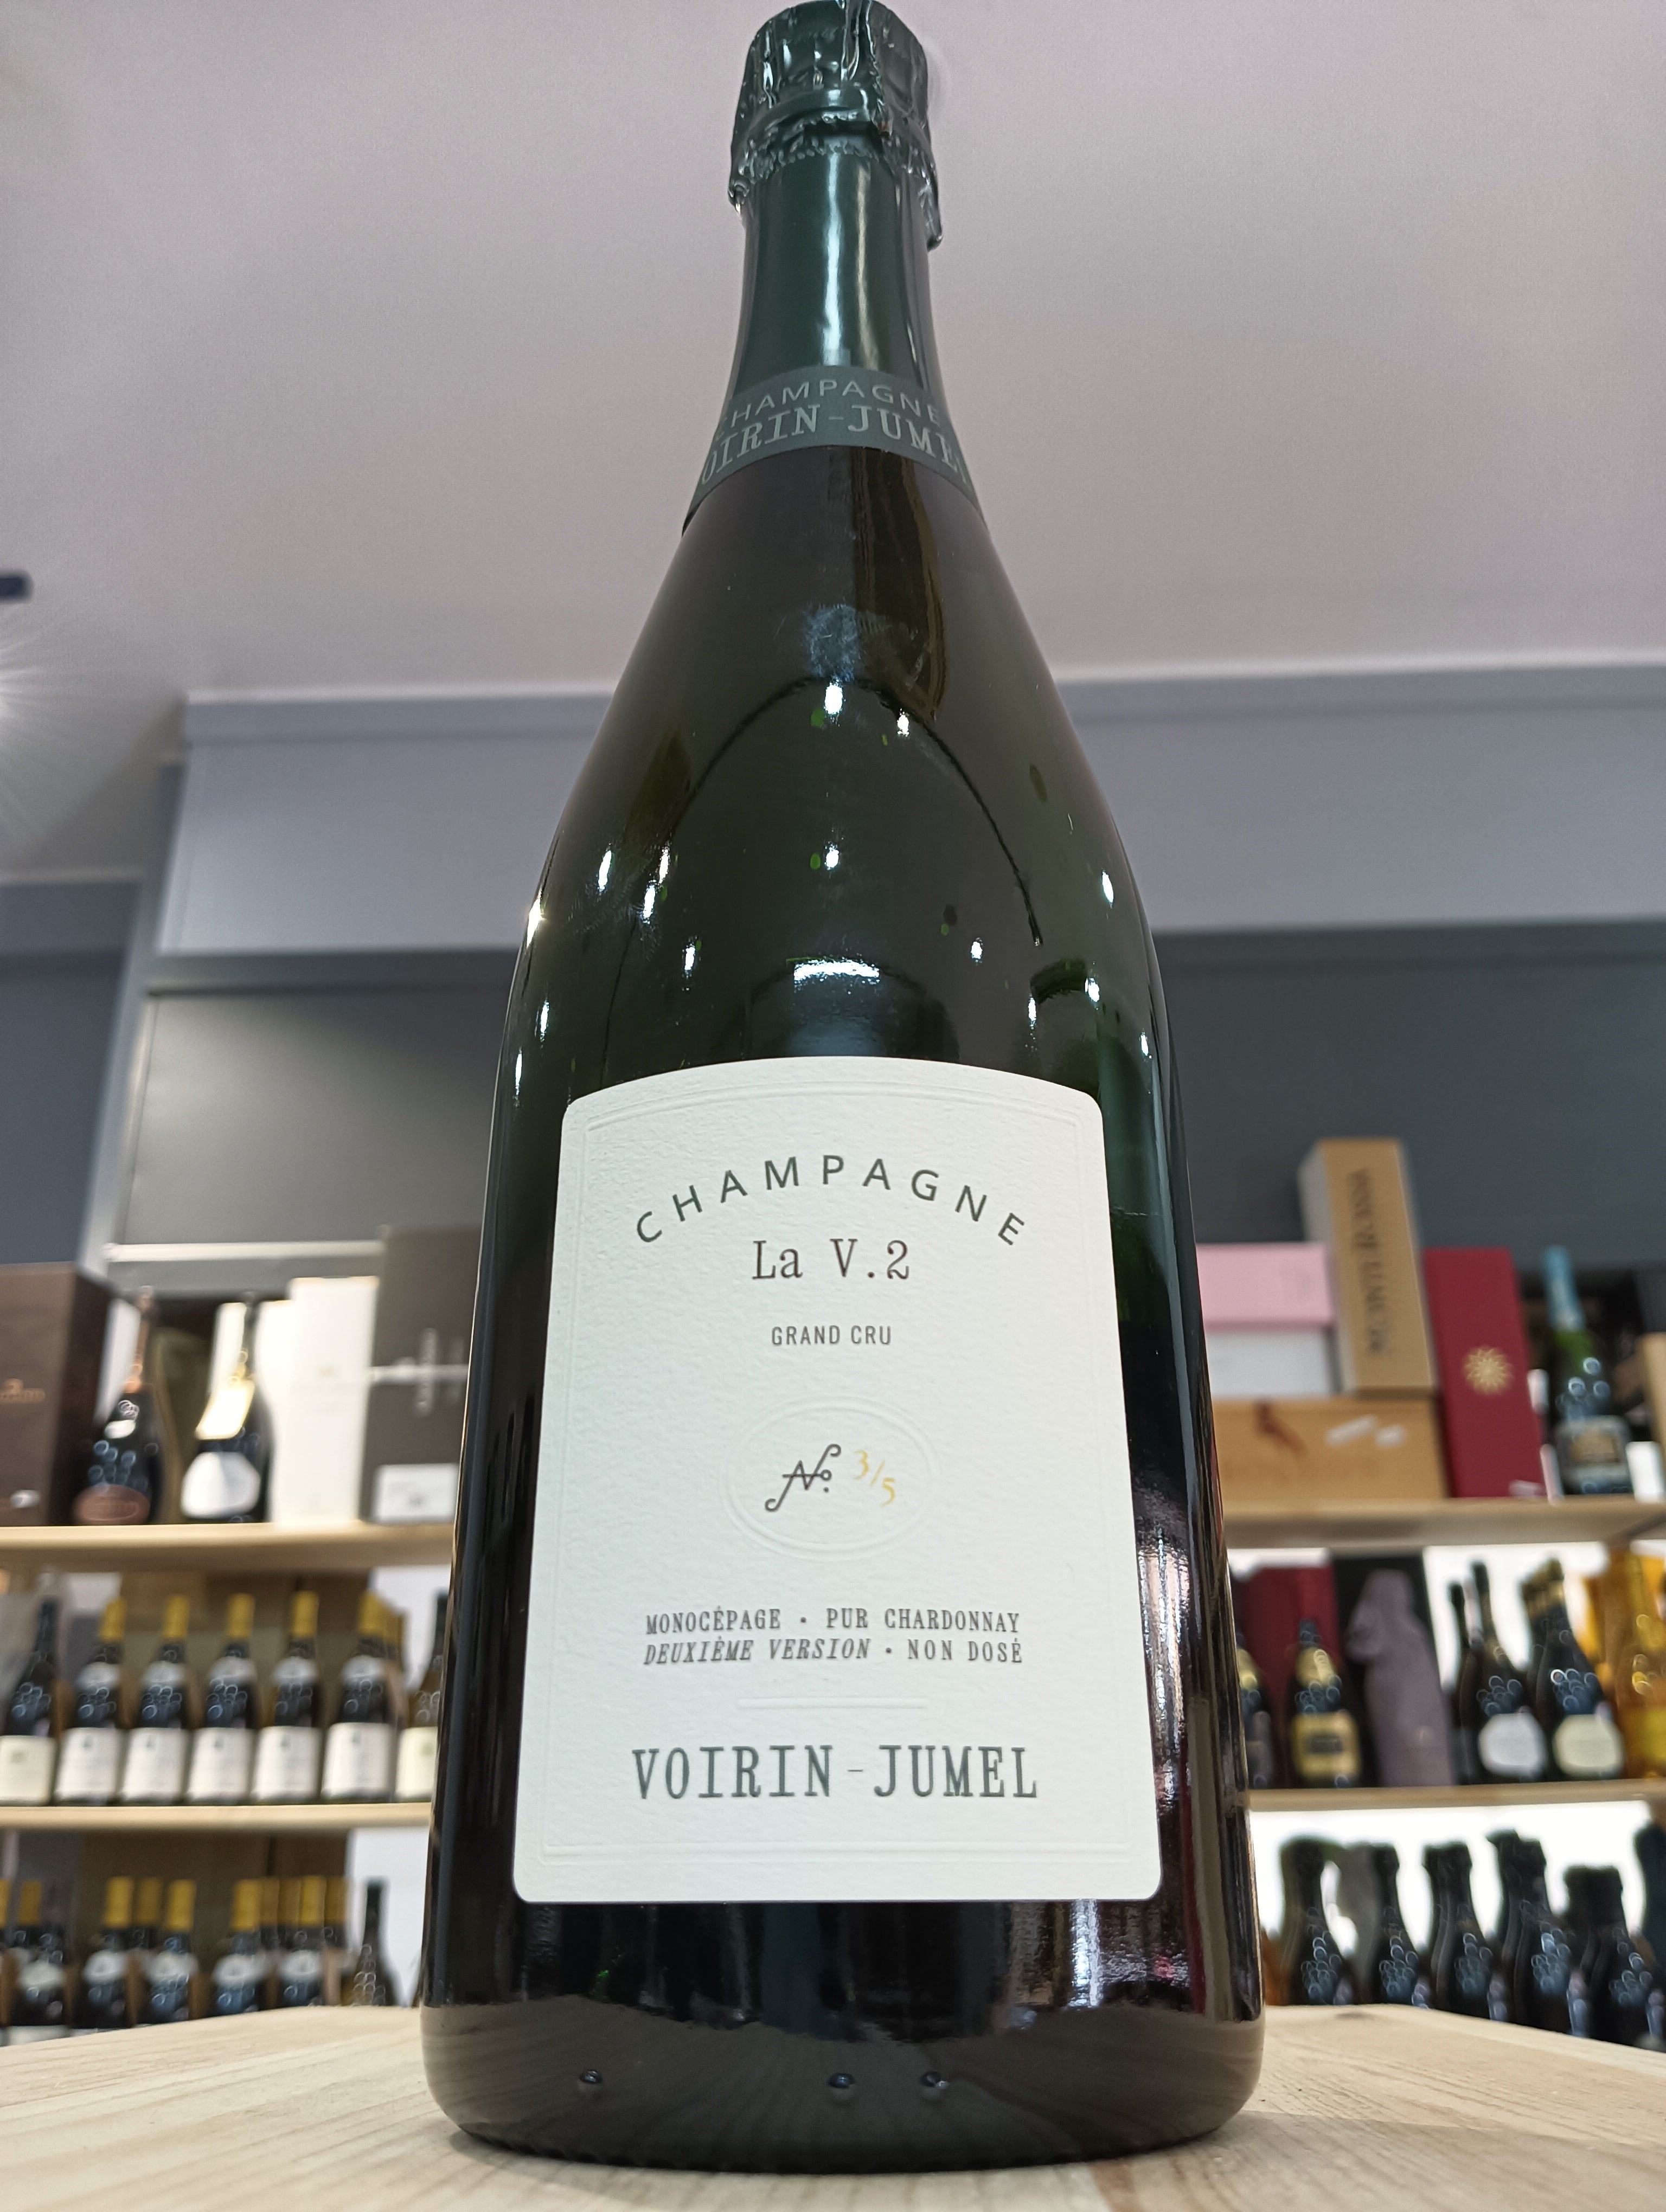 CHAMPAGNE
VOIRIN-JUMEL
CHAMPAGNE
La V.2
GRAND CRU
No. 3/5
MONOCÉPAGE • PUR CHARDONNAY
DEUXIÈME VERSION • NON DOSÉ
VOIRIN-JUMEL